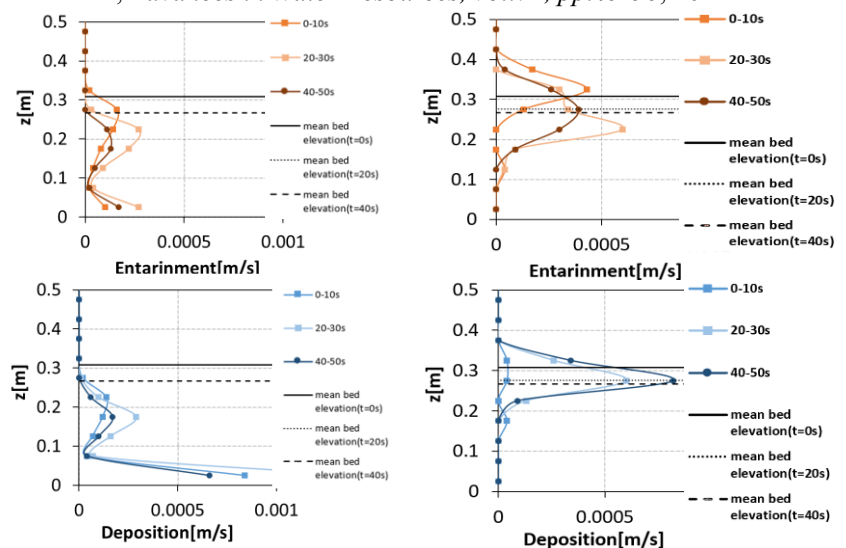 0.5
0.4
0.3
0.2
0.1
0
z[m]
0
0.0005
0.001
Entarinment[m/s]
0-10s
20-30s
40-50s
mean bed
elevation(t=0s)
mean bed
elevation(t=20s)
mean bed
elevation(t=40s)
0.5
0.4
0.3
0.2
0.1
0
z[m]
0
0.0005
Entarinment[m/s]
0-10s
20-30s
40-50s
mean bed
elevation(t=0s)
mean bed
elevation(t=20s)
mean bed
elevation(t=40s)
0.5
0.4
0.3
0.2
0.1
0
z[m]
0
0.0005
0.001
Deposition[m/s]
0-10s
20-30s
40-50s
mean bed
elevation(t=0s)
mean bed
elevation(t=20s)
mean bed
elevation(t=40s)
0.5
0.4
0.3
0.2
0.1
0
z[m]
0
0.0005
Deposition[m/s]
0-10s
20-30s
40-50s
mean bed
elevation(t=0s)
mean bed
elevation(t=20s)
mean bed
elevation(t=40s)